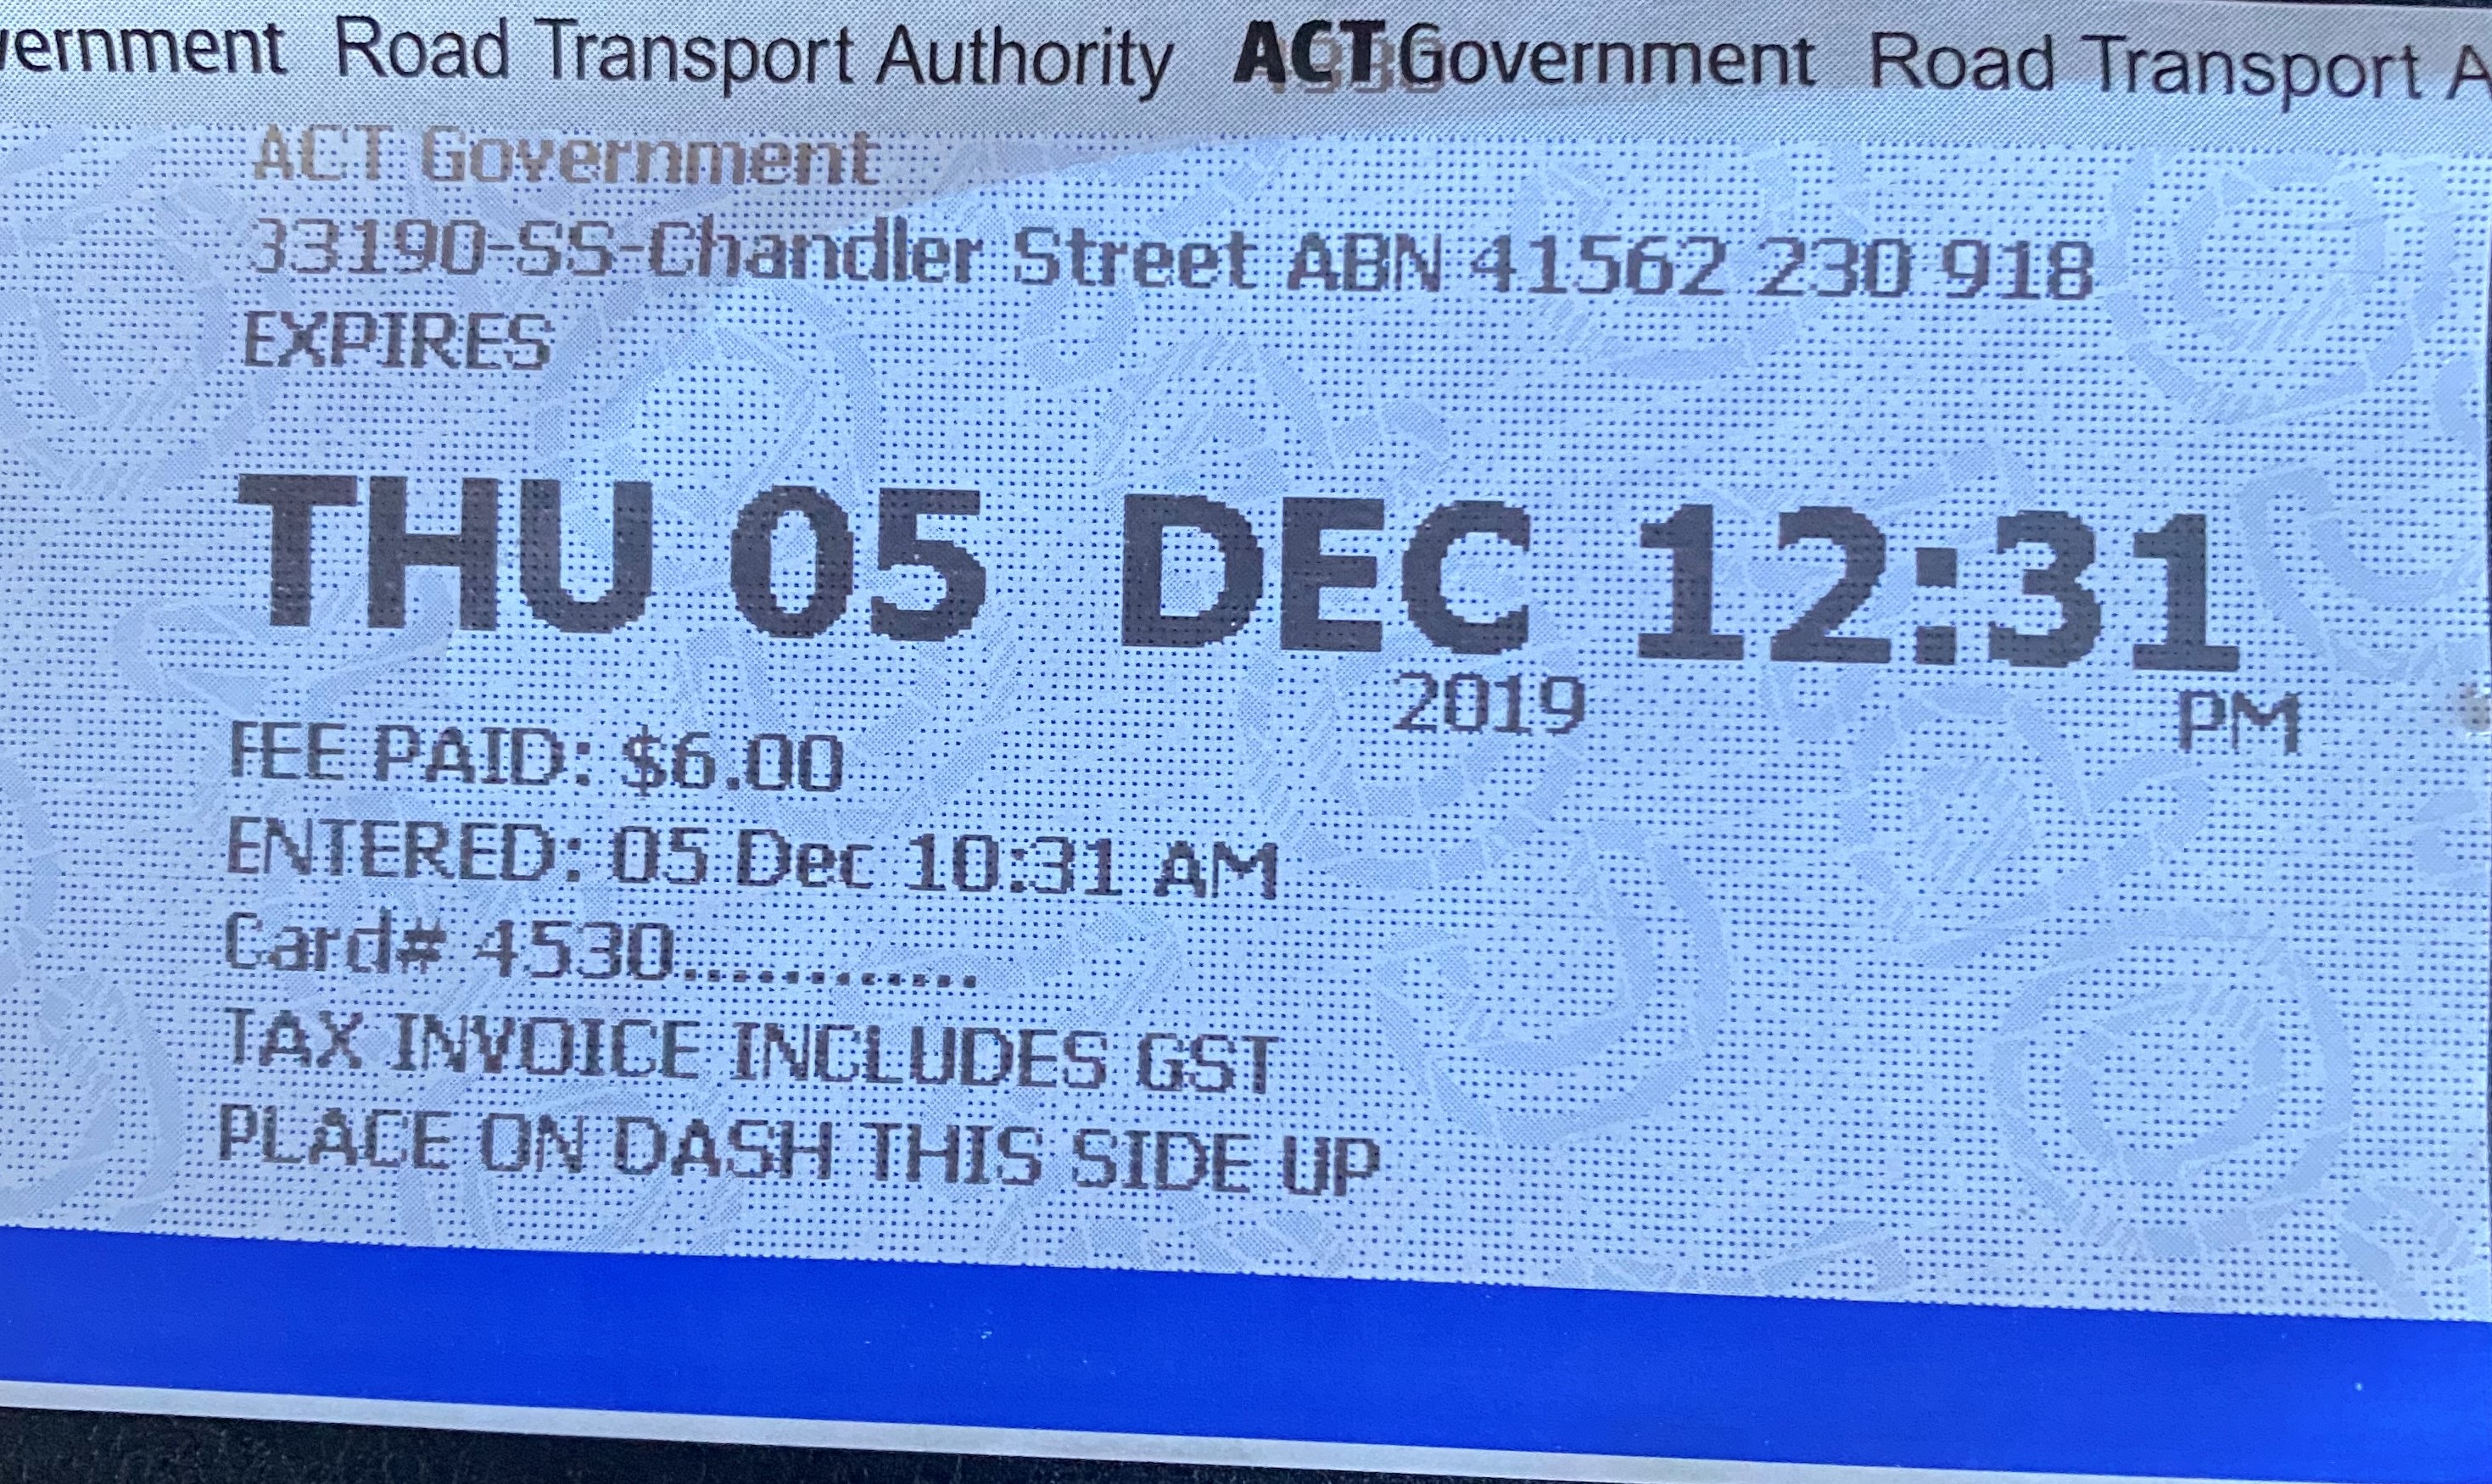 vernment Road Transport Authority ACT Government Road Transport A
ACT Government
33190-SS-Chandler Street ABN 41562 230 918
EXPIRES
THU 05 DEC 12:31
2019 PM
FEE PAID: $6.00
ENTERED: 05 Dec 10:31 AM
Card# 4530.............
TAX INVOICE INCLUDES GST
PLACE ON DASH THIS SIDE UP